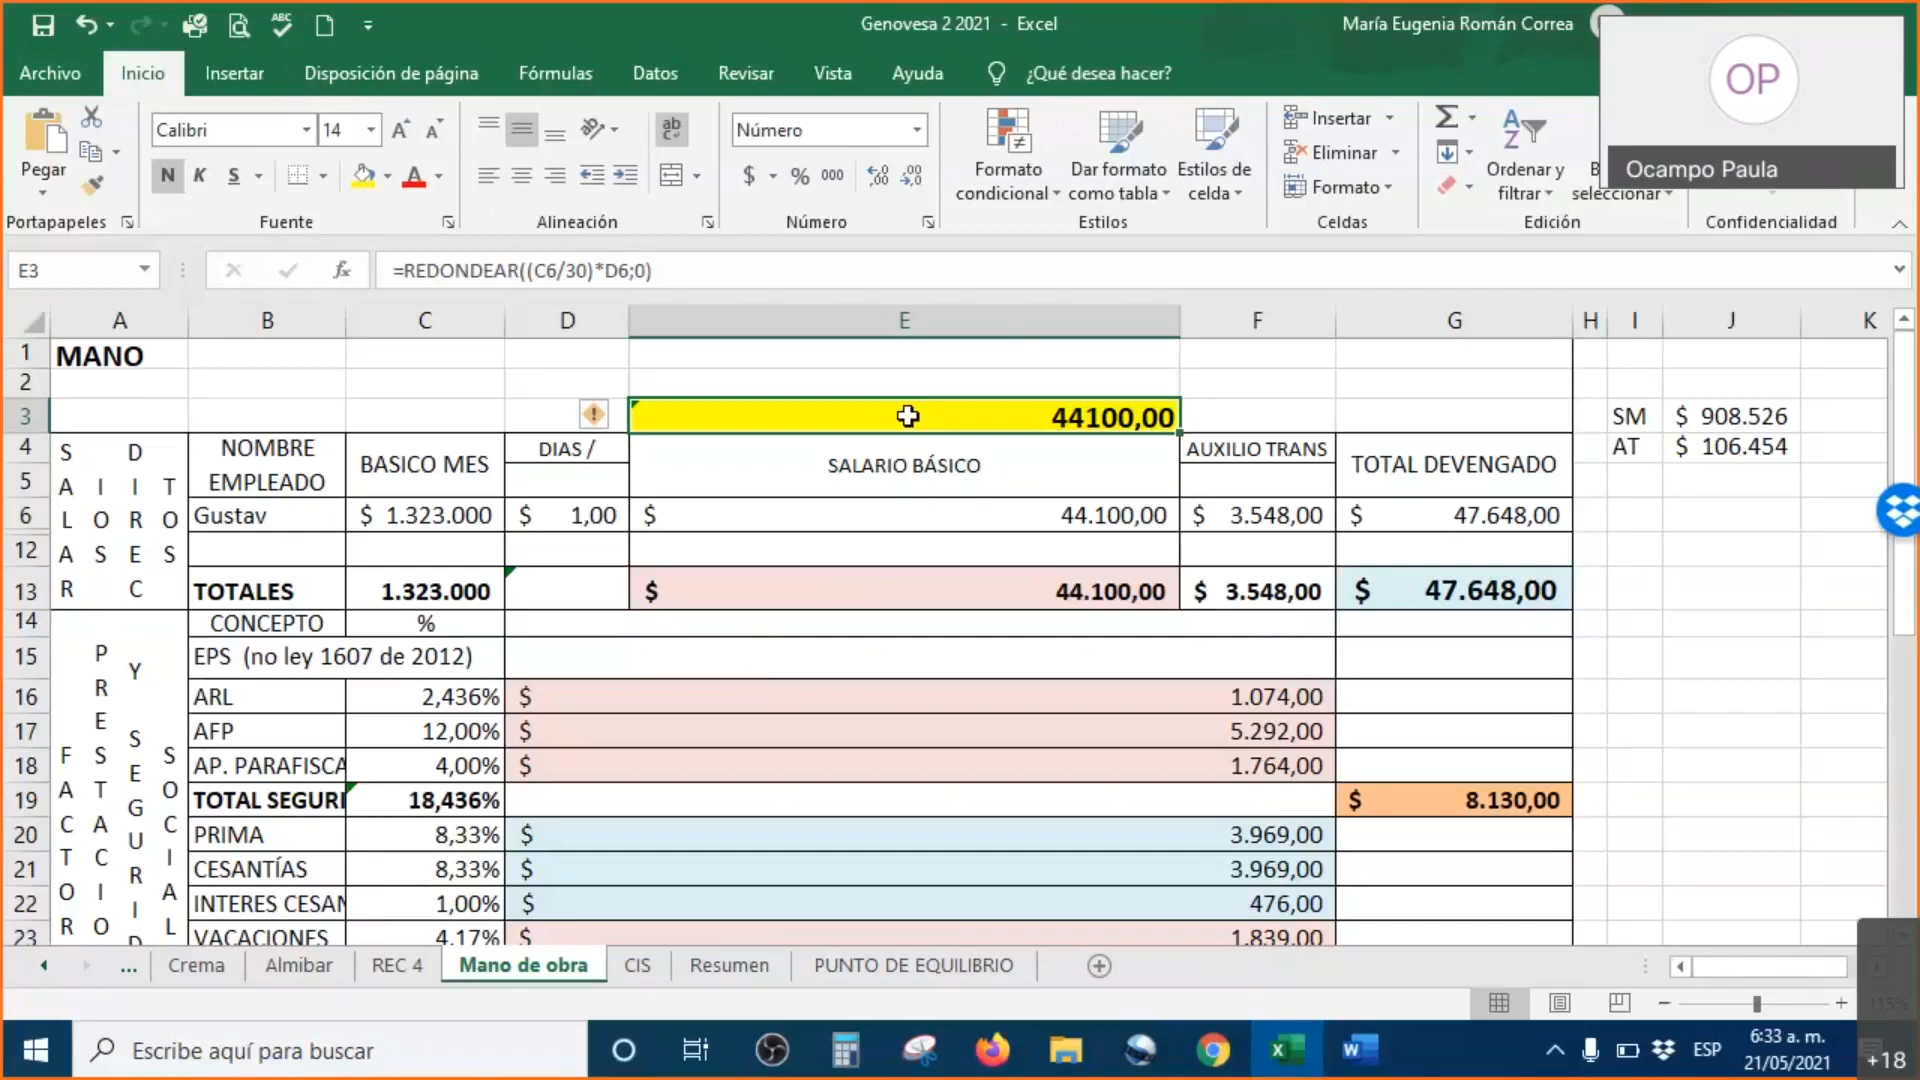 Genovesa 2 2021 - Excel
María Eugenia Román Correa
Archivo Inicio Insertar Disposición de página Fórmulas Datos Revisar Vista Ayuda ¿Qué desea hacer?
OP
Ocampo Paula
Pegar
Calibri 14
N K S
ab
Número
$ % 000
Formato condicional
Dar formato como tabla
Estilos de celda
Insertar
Eliminar
Formato
Ordenar y filtrar
seleccionar
Portapapeles Fuente Alineación Número Estilos Celdas Edición Confidencialidad
E3 fx =REDONDEAR((C6/30)*D6;0)
A B C D E F G H I J K
1 MANO
2
3 44100,00 SM $ 908.526
4 NOMBRE DIAS / AUXILIO TRANS AT $ 106.454
BASICO MES SALARIO BÁSICO TOTAL DEVENGADO
5 EMPLEADO
6 Gustav $ 1.323.000 $ 1,00 $ 44.100,00 $ 3.548,00 $ 47.648,00
12
13 TOTALES 1.323.000 $ 44.100,00 $ 3.548,00 $ 47.648,00
S D
A I I T
L O R O
A S E S
R C
14 CONCEPTO %
15 EPS (no ley 1607 de 2012)
16 ARL 2,436% $ 1.074,00
17 AFP 12,00% $ 5.292,00
18 AP. PARAFISCA 4,00% $ 1.764,00
19 TOTAL SEGURI 18,436% $ 8.130,00
20 PRIMA 8,33% $ 3.969,00
21 CESANTÍAS 8,33% $ 3.969,00
22 INTERES CESAN 1,00% $ 476,00
23 VACACIONES 4,17% $ 1.839,00
P Y
R
E S
F S E S
A T G O
C A U C
T C R I
O I I A
R O D L
... Crema Almibar REC 4 Mano de obra CIS Resumen PUNTO DE EQUILIBRIO
Escribe aquí para buscar
ESP
6:33 a. m.
21/05/2021
+18